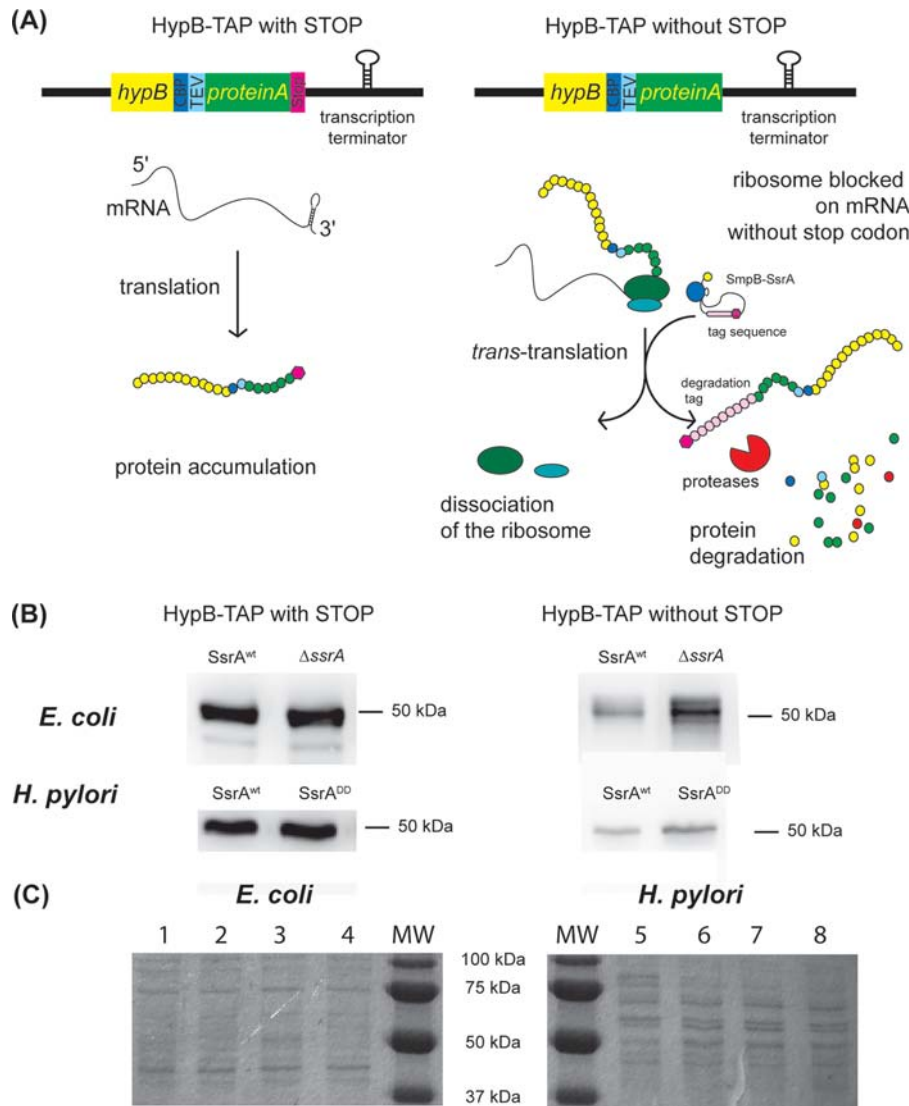 (A)
HypB-TAP with STOP
hypB CBP TEV proteinA Stop
transcription
terminator
5'
mRNA
3'
translation
protein accumulation
HypB-TAP without STOP
hypB CBP TEV proteinA
transcription
terminator
ribosome blocked
on mRNA
without stop codon
SmpB-SsrA
tag sequence
trans-translation
degradation
tag
dissociation
of the ribosome
proteases
protein
degradation
(B)
HypB-TAP with STOP
HypB-TAP without STOP
SsrAwt ΔssrA
SsrAwt ΔssrA
E. coli
50 kDa
50 kDa
H. pylori
SsrAwt SsrADD
SsrAwt SsrADD
50 kDa
50 kDa
(C)
E. coli
H. pylori
1 2 3 4 MW
MW 5 6 7 8
100 kDa
75 kDa
50 kDa
37 kDa